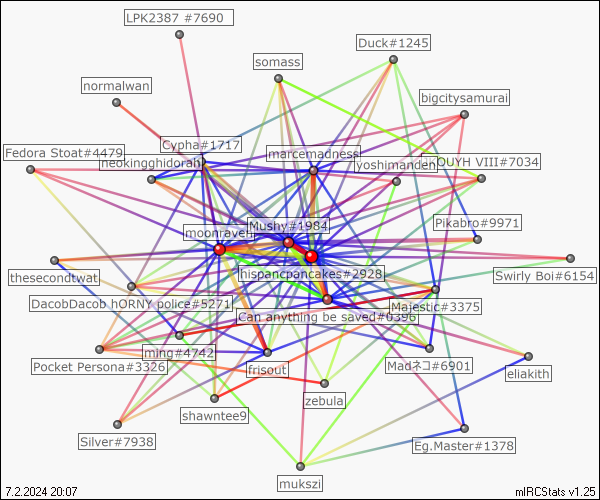 LPK2387 #7690
Duck#1245
somass
normalwan
bigcitysamurai
Cypha#1717
Fedora Stoat#4479
marcemadness
neokingghidorah
yoshimanden
OUYH VIII#7034
Mushy#1984
Pikabro#9971
moonraven
hispancpancakes#2928
thesecondtwat
Swirly Boi#6154
DacobDacob hORNY police#5271
Majestic#3375
Can anything be saved#0396
ming#4742
Pocket Persona#3326
frisout
Madネコ#6901
eliakith
zebula
shawntee9
Silver#7938
Eg.Master#1378
mukszi
7.2.2024 20:07
mIRCStats v1.25